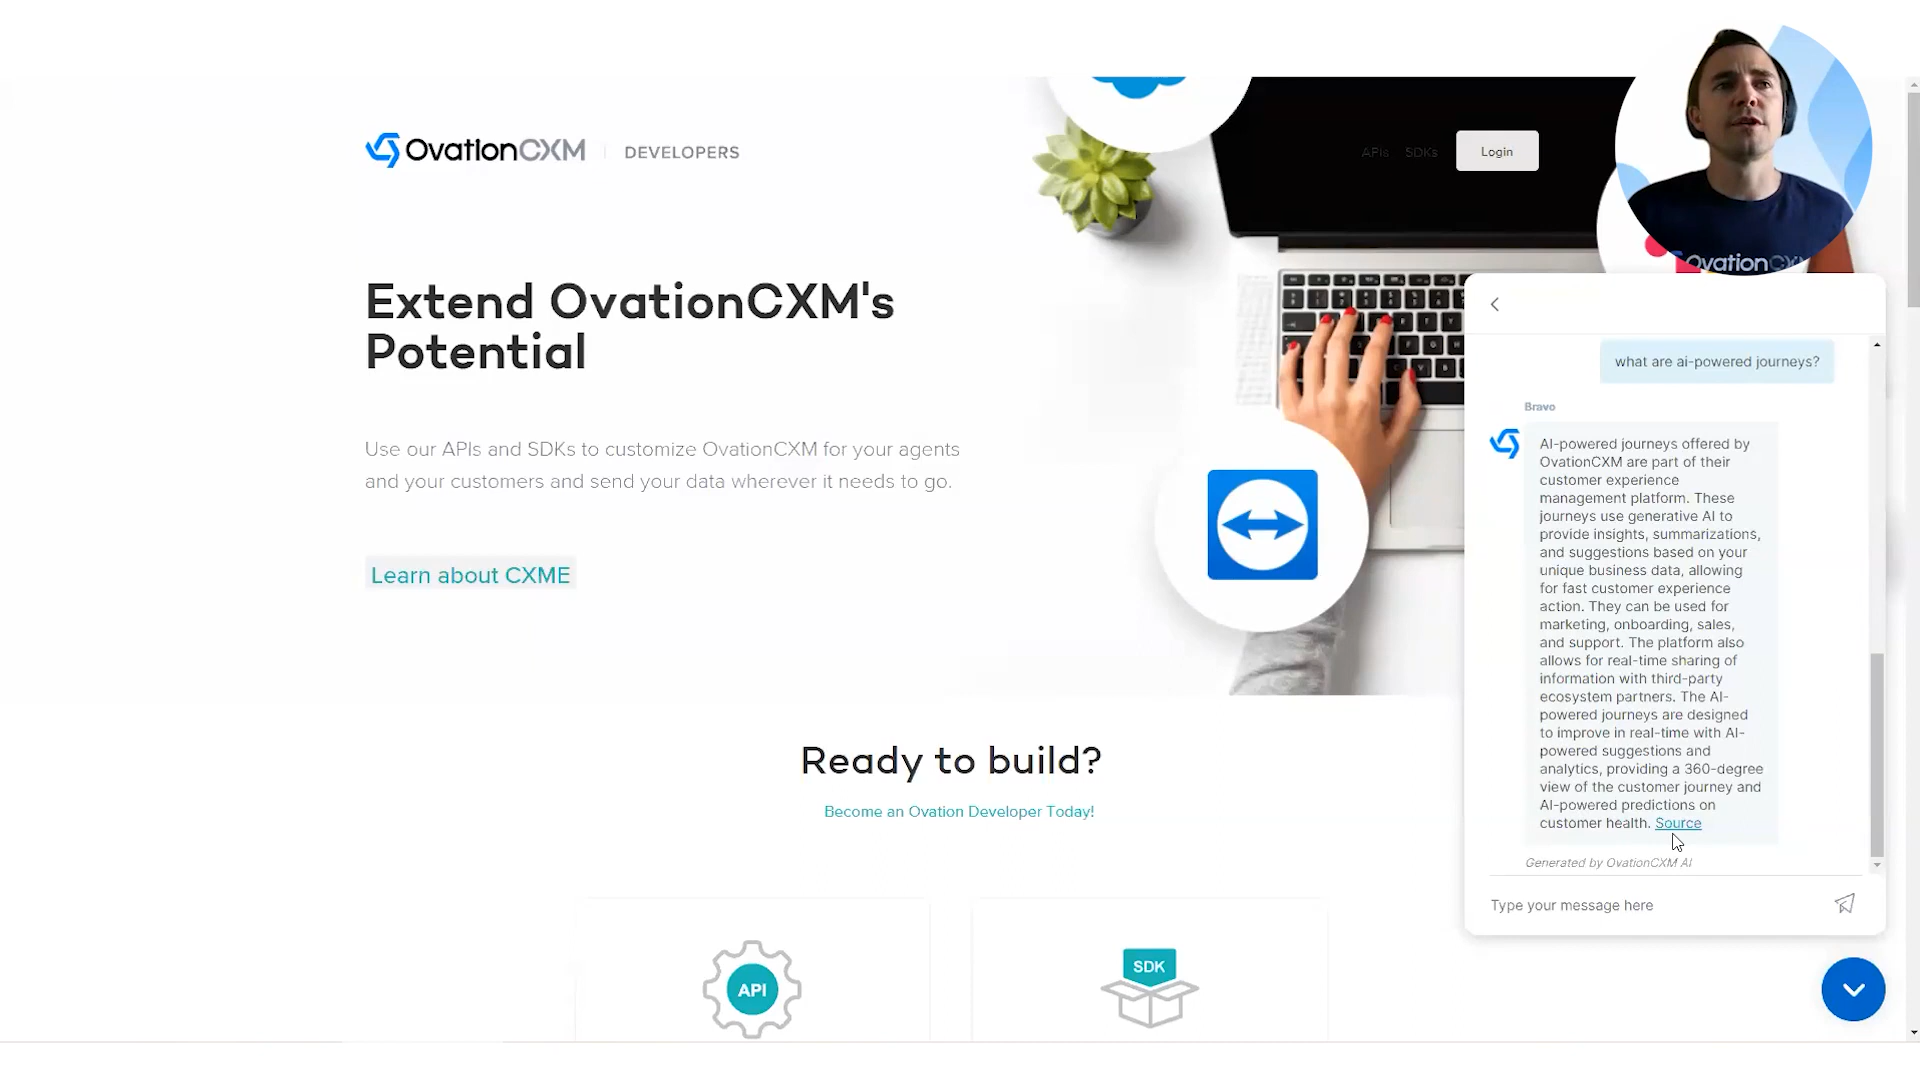 OvationCXM DEVELOPERS
APIs SDKs Login
OvationCXM
Extend OvationCXM's
Potential
Use our APIs and SDKs to customize OvationCXM for your agents
and your customers and send your data wherever it needs to go.
Learn about CXME
Ready to build?
Become an Ovation Developer Today!
API
SDK
what are ai-powered journeys?
Bravo
AI-powered journeys offered by
OvationCXM are part of their
customer experience
management platform. These
journeys use generative AI to
provide insights, summarizations,
and suggestions based on your
unique business data, allowing
for fast customer experience
action. They can be used for
marketing, onboarding, sales,
and support. The platform also
allows for real-time sharing of
information with third-party
ecosystem partners. The AI-
powered journeys are designed
to improve in real-time with AI-
powered suggestions and
analytics, providing a 360-degree
view of the customer journey and
AI-powered predictions on
customer health. Source
Generated by OvationCXM AI
Type your message here